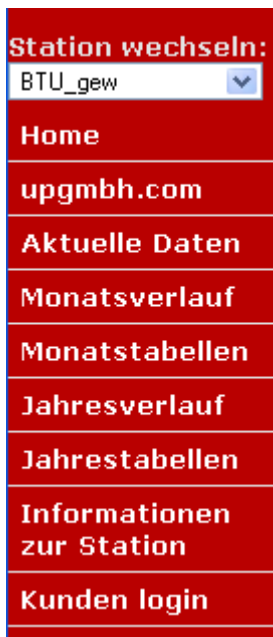 Station wechseln:
BTU_gew
Home
upgmbh.com
Aktuelle Daten
Monatsverlauf
Monatstabellen
Jahresverlauf
Jahrestabellen
Informationen
zur Station
Kunden login